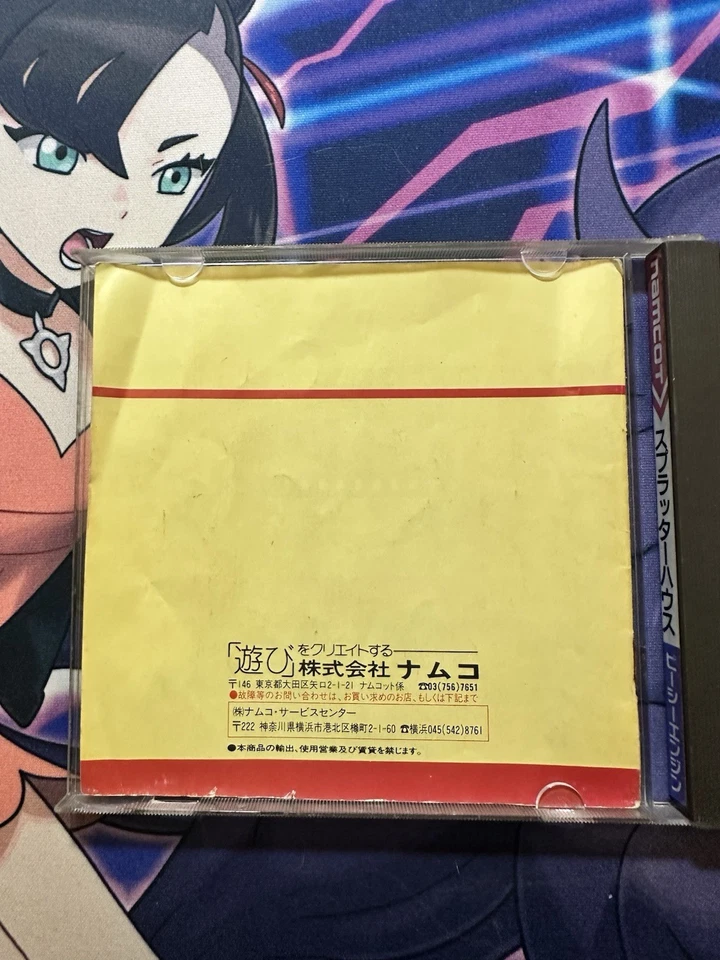 「遊び」をクリエイトする
株式会社 ナムコ
〒146 東京都大田区矢口2-1-21 ナムコット係 ☎03(756)7651
●故障等のお問い合わせは、お買い求めのお店、もしくは下記まで
㈱ナムコ・サービスセンター
〒222 神奈川県横浜市港北区樽町2-1-60 ☎横浜045(542)8761
●本商品の輸出、使用営業及び賃貸を禁じます。
namcoT
スプラッターハウス
ピーシーエンジン